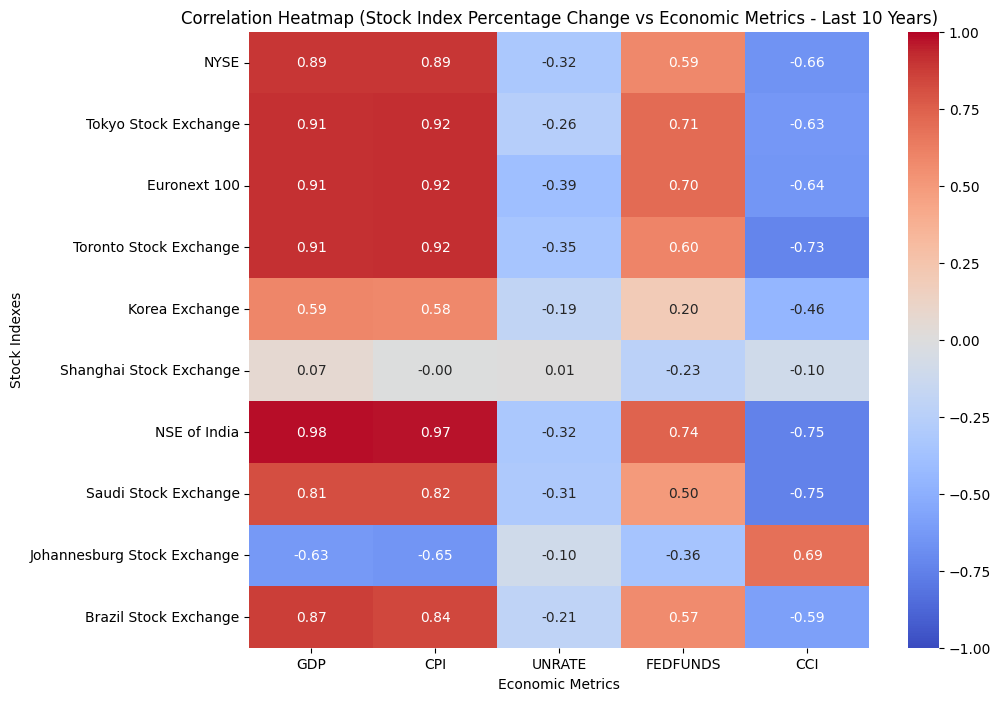 Correlation Heatmap (Stock Index Percentage Change vs Economic Metrics - Last 10 Years)
Stock Indexes
NYSE 0.89 0.89 -0.32 0.59 -0.66
Tokyo Stock Exchange 0.91 0.92 -0.26 0.71 -0.63
Euronext 100 0.91 0.92 -0.39 0.70 -0.64
Toronto Stock Exchange 0.91 0.92 -0.35 0.60 -0.73
Korea Exchange 0.59 0.58 -0.19 0.20 -0.46
Shanghai Stock Exchange 0.07 -0.00 0.01 -0.23 -0.10
NSE of India 0.98 0.97 -0.32 0.74 -0.75
Saudi Stock Exchange 0.81 0.82 -0.31 0.50 -0.75
Johannesburg Stock Exchange -0.63 -0.65 -0.10 -0.36 0.69
Brazil Stock Exchange 0.87 0.84 -0.21 0.57 -0.59
GDP CPI UNRATE FEDFUNDS CCI
Economic Metrics
1.00
0.75
0.50
0.25
0.00
−0.25
−0.50
−0.75
−1.00